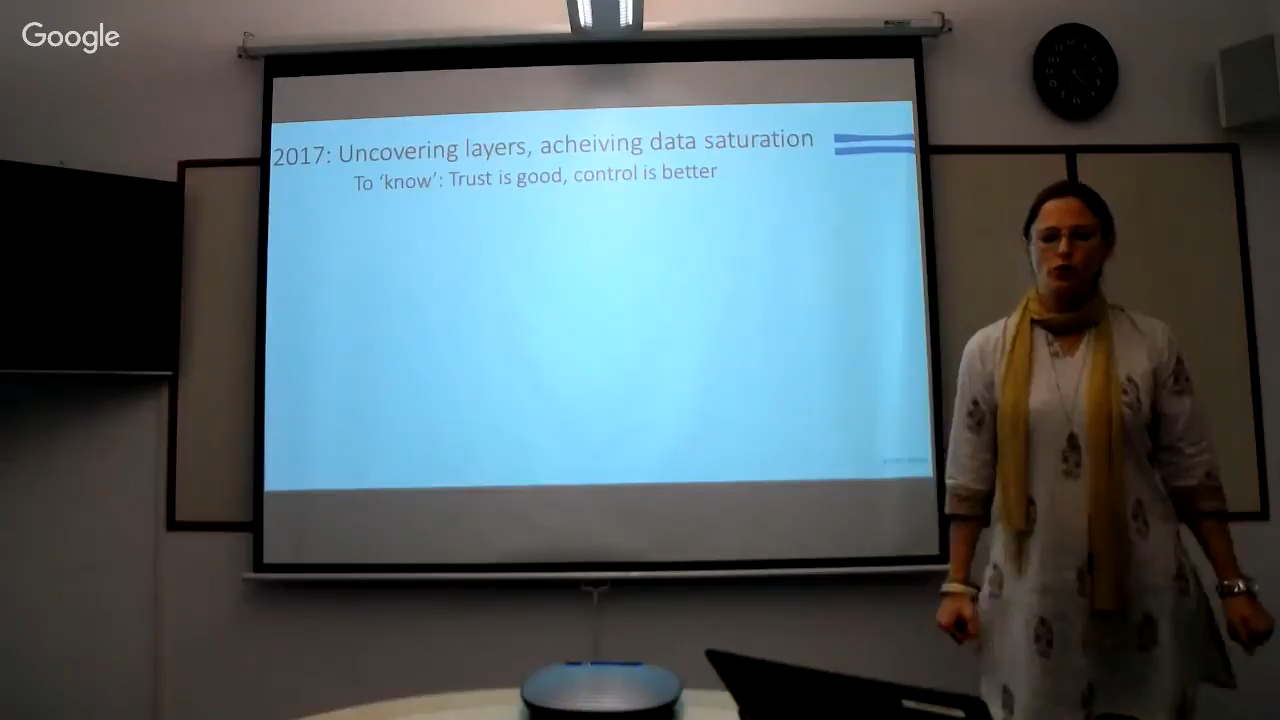 Google
2017: Uncovering layers, acheiving data saturation
To ‘know’: Trust is good, control is better